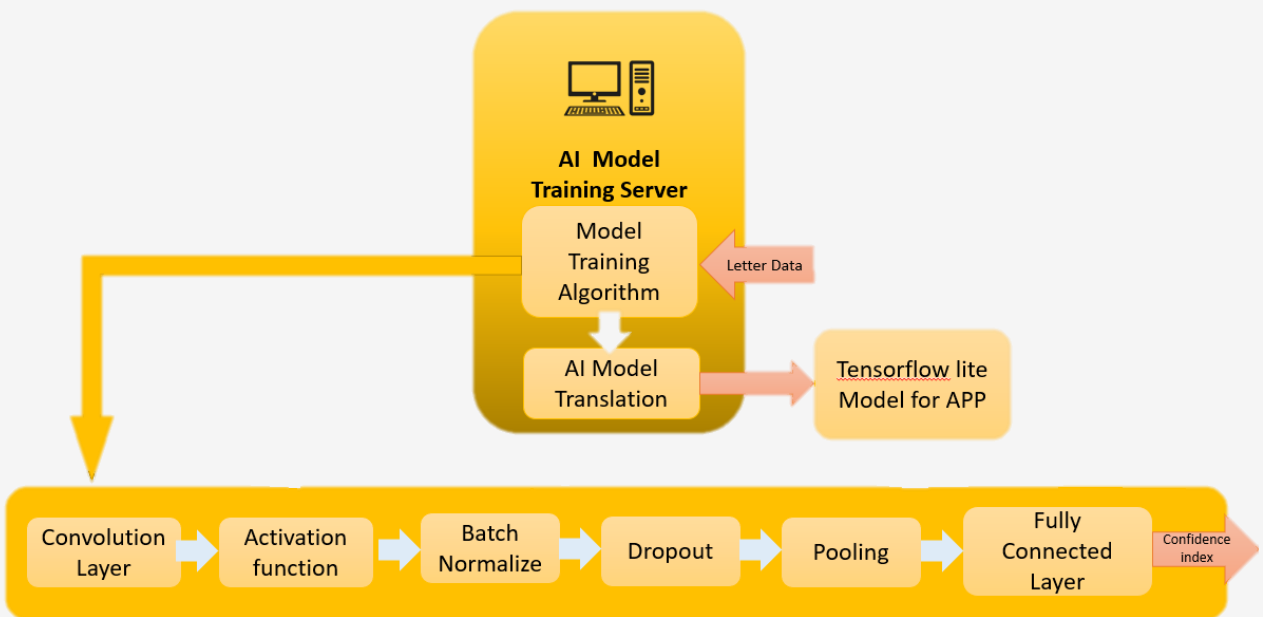 AI Model
Training Server
Model
Training
Algorithm
Letter Data
AI Model
Translation
Tensorflow lite
Model for APP
Convolution
Layer
Activation
function
Batch
Normalize
Dropout
Pooling
Fully
Connected
Layer
Confidence
index